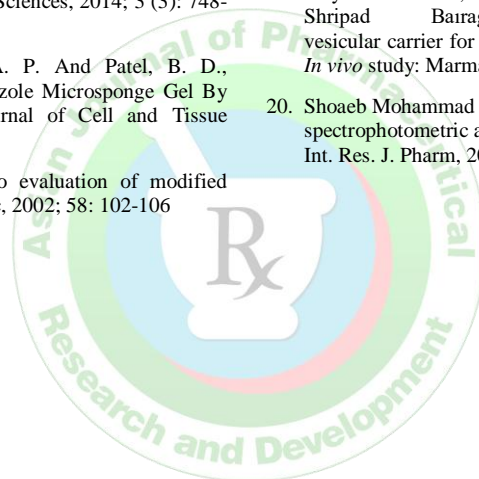 Sciences, 2014; 3 (3): 748-
A. P. And Patel, B. D.,
zole Microsponge Gel By
rnal of Cell and Tissue
o evaluation of modified
, 2002; 58: 102-106
Shripad Bairag
vesicular carrier for
In vivo study: Marma
20. Shoaeb Mohammad
spectrophotometric a
Int. Res. J. Pharm, 20
Asian Journal of Pharmaceutical
Research and Development
Rx